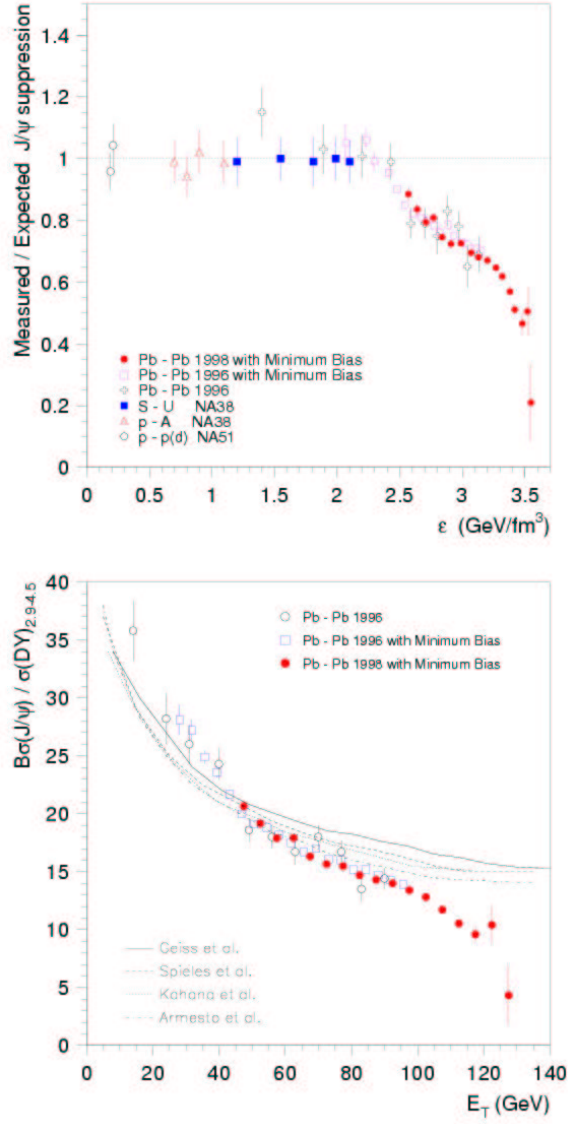 Measured / Expected J/ψ suppression
1.4
1.2
1
0.8
0.6
0.4
0.2
0
Pb - Pb 1998 with Minimum Bias
Pb - Pb 1996 with Minimum Bias
Pb - Pb 1996
S - U NA38
p - A NA38
p - p(d) NA51
0 0.5 1 1.5 2 2.5 3 3.5
ε (GeV/fm³)
Bσ(J/ψ) / σ(DY)2.9-4.5
40
35
30
25
20
15
10
5
0
Pb - Pb 1996
Pb - Pb 1996 with Minimum Bias
Pb - Pb 1998 with Minimum Bias
Geiss et al.
Spieles et al.
Kahana et al.
Armesto et al.
0 20 40 60 80 100 120 140
ET (GeV)